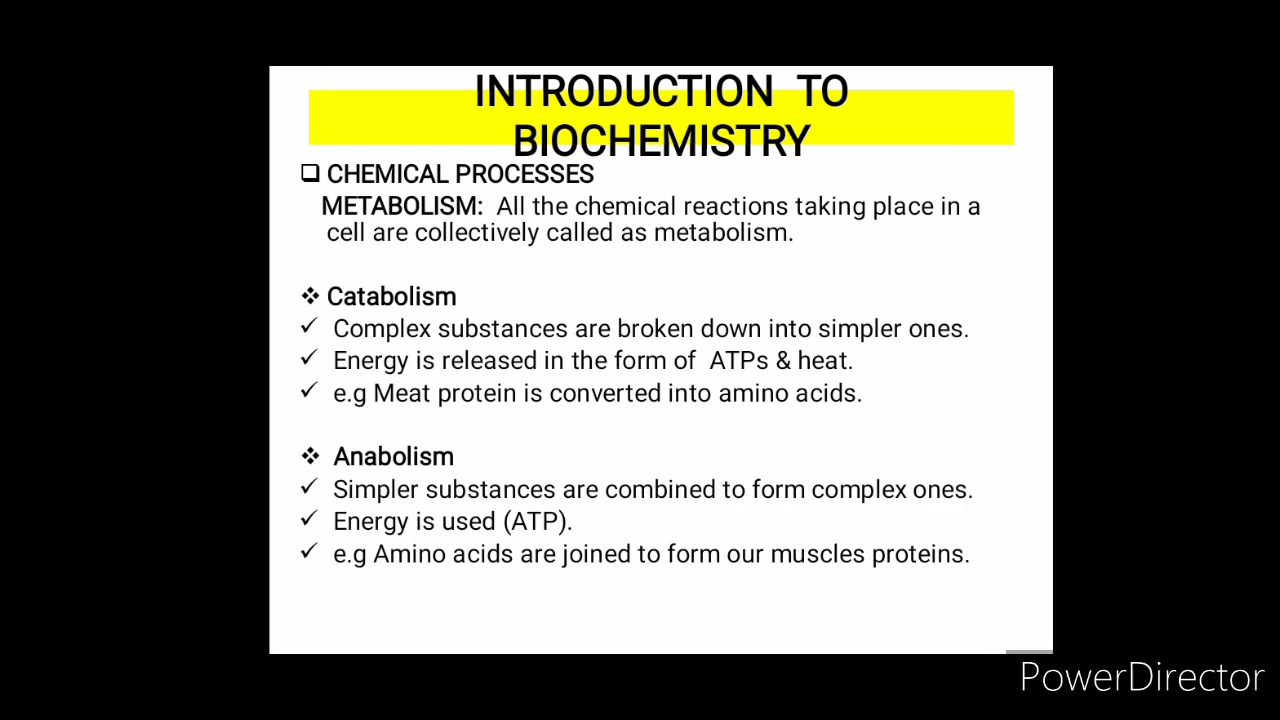 INTRODUCTION TO
BIOCHEMISTRY
CHEMICAL PROCESSES
METABOLISM: All the chemical reactions taking place in a
cell are collectively called as metabolism.
Catabolism
Complex substances are broken down into simpler ones.
Energy is released in the form of ATPs & heat.
e.g Meat protein is converted into amino acids.
Anabolism
Simpler substances are combined to form complex ones.
Energy is used (ATP).
e.g Amino acids are joined to form our muscles proteins.
PowerDirector